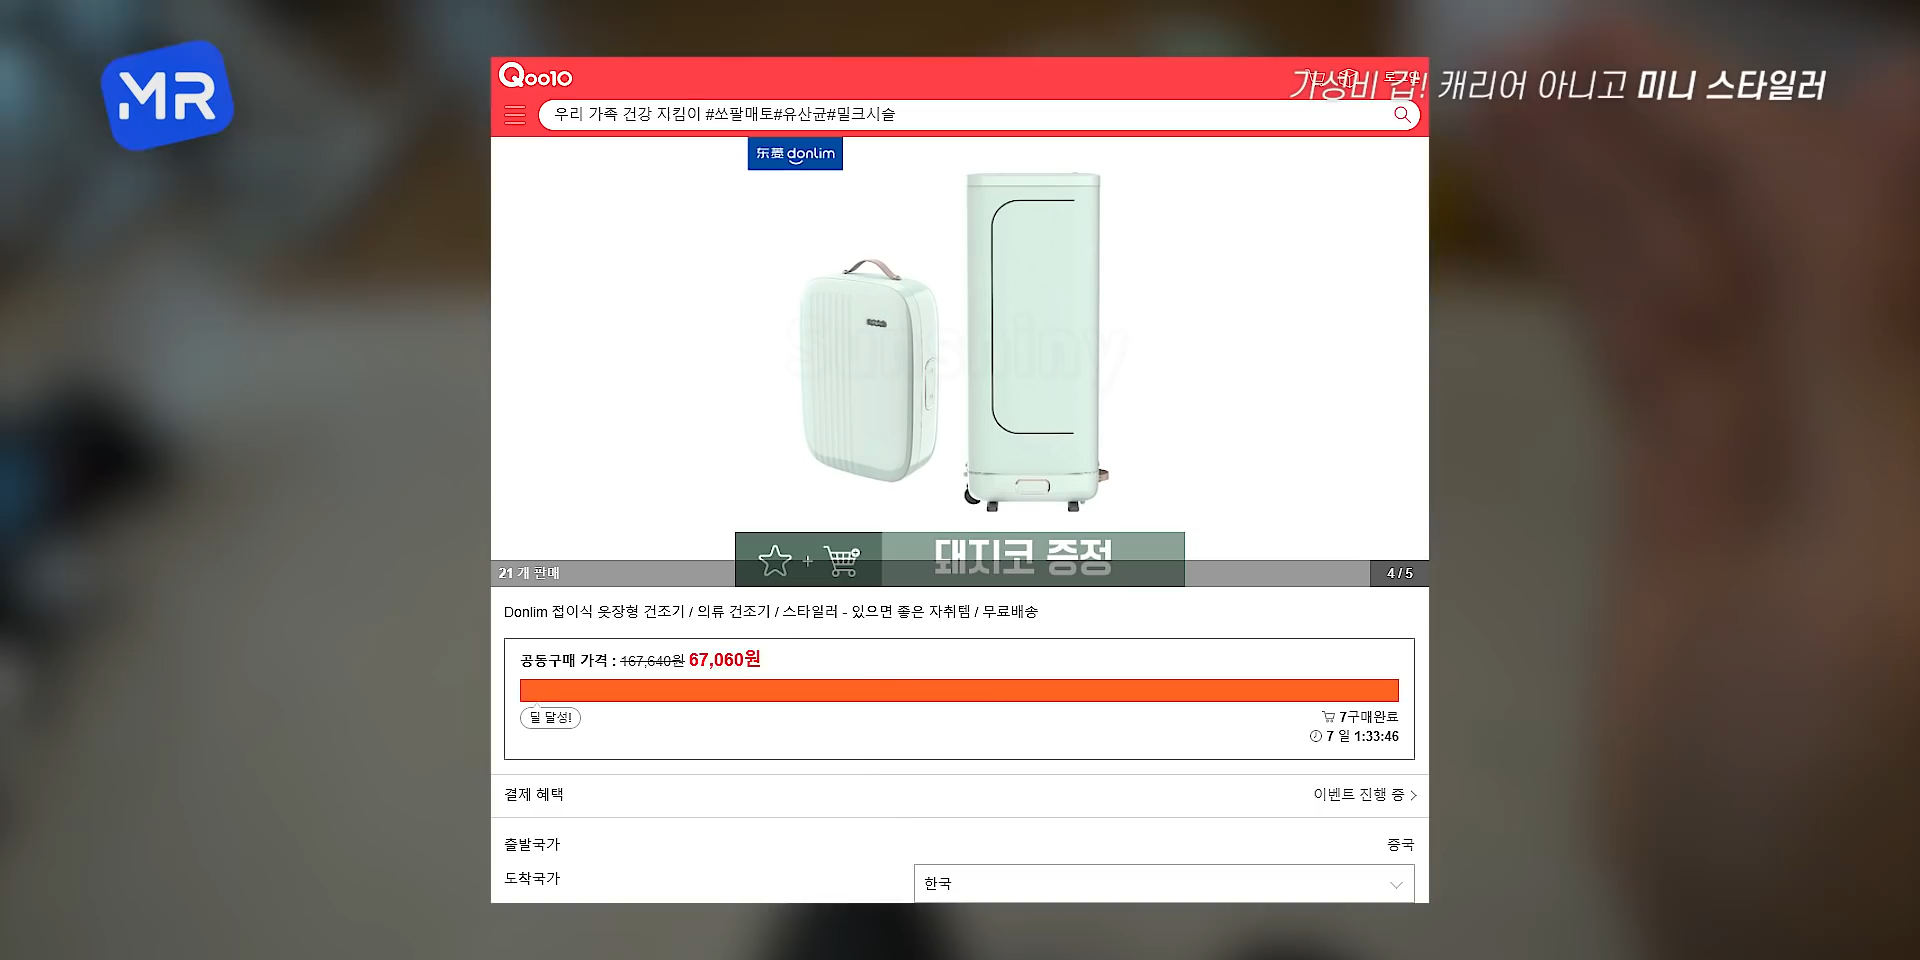 MR
가성비 갑! 캐리어 아니고 미니 스타일러
Qoo10
우리 가족 건강 지킴이 #쏘팔매토#유산균#밀크시슬
东菱 donlim
Sunshiny
돼지코 증정
21 개 판매
4 / 5
Donlim 접이식 옷장형 건조기 / 의류 건조기 / 스타일러 - 있으면 좋은 자취템 / 무료배송
공동구매 가격 : 167,640원 67,060원
딜 달성!
7구매완료
7 일 1:33:46
결제 혜택
이벤트 진행 중
출발국가
중국
도착국가
한국